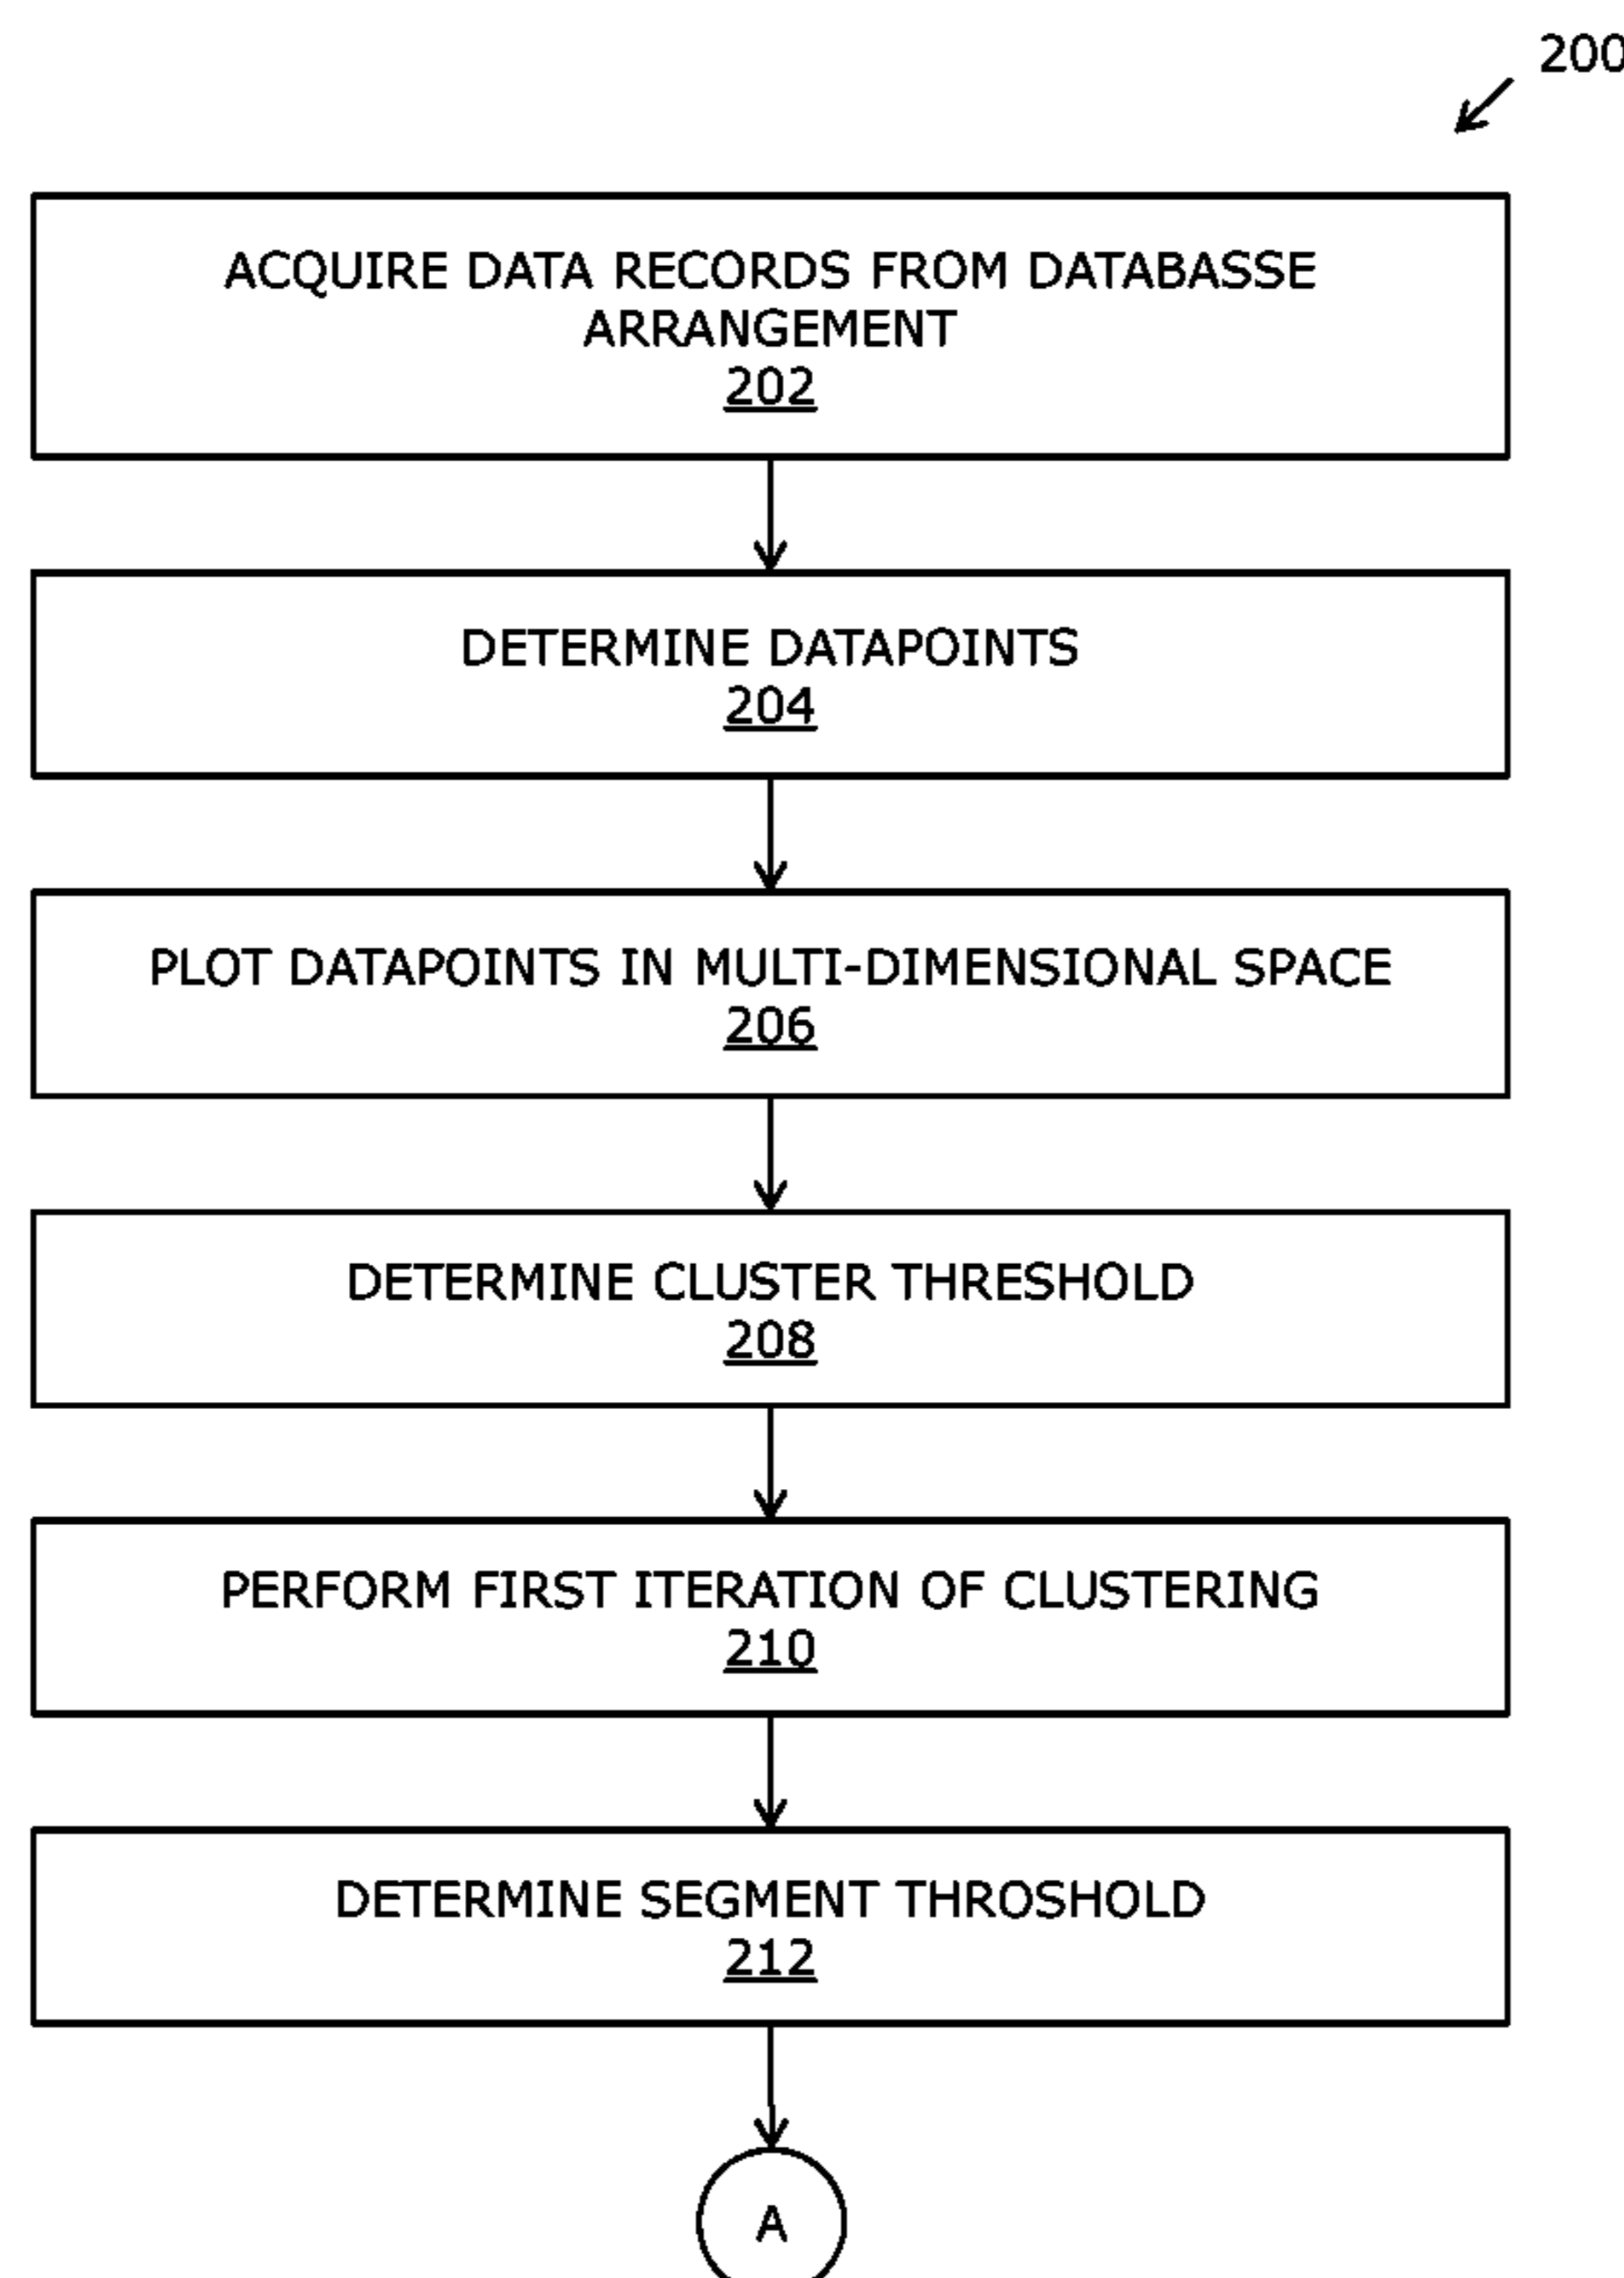 200
ACQUIRE DATA RECORDS FROM DATABASSE
ARRANGEMENT
202
DETERMINE DATAPOINTS
204
PLOT DATAPOINTS IN MULTI-DIMENSIONAL SPACE
206
DETERMINE CLUSTER THRESHOLD
208
PERFORM FIRST ITERATION OF CLUSTERING
210
DETERMINE SEGMENT THROSHOLD
212
A